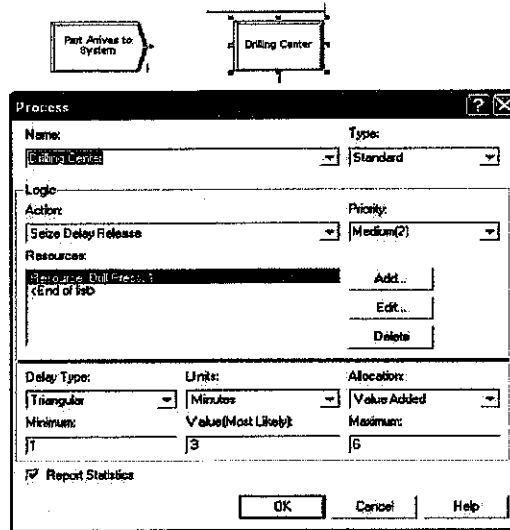 Part Arrives to
System
Drilling Center
Process
Name:
Type:
Drilling Center
Standard
Logic
Action:
Priority:
Seize Delay Release
Medium(2)
Resources:
Resource, Drill Press, 1
<End of list>
Add...
Edit...
Delete
Delay Type:
Units:
Allocation:
Triangular
Minutes
Value Added
Minimum:
Value(Most Likely):
Maximum:
1
3
6
Report Statistics
OK
Cancel
Help